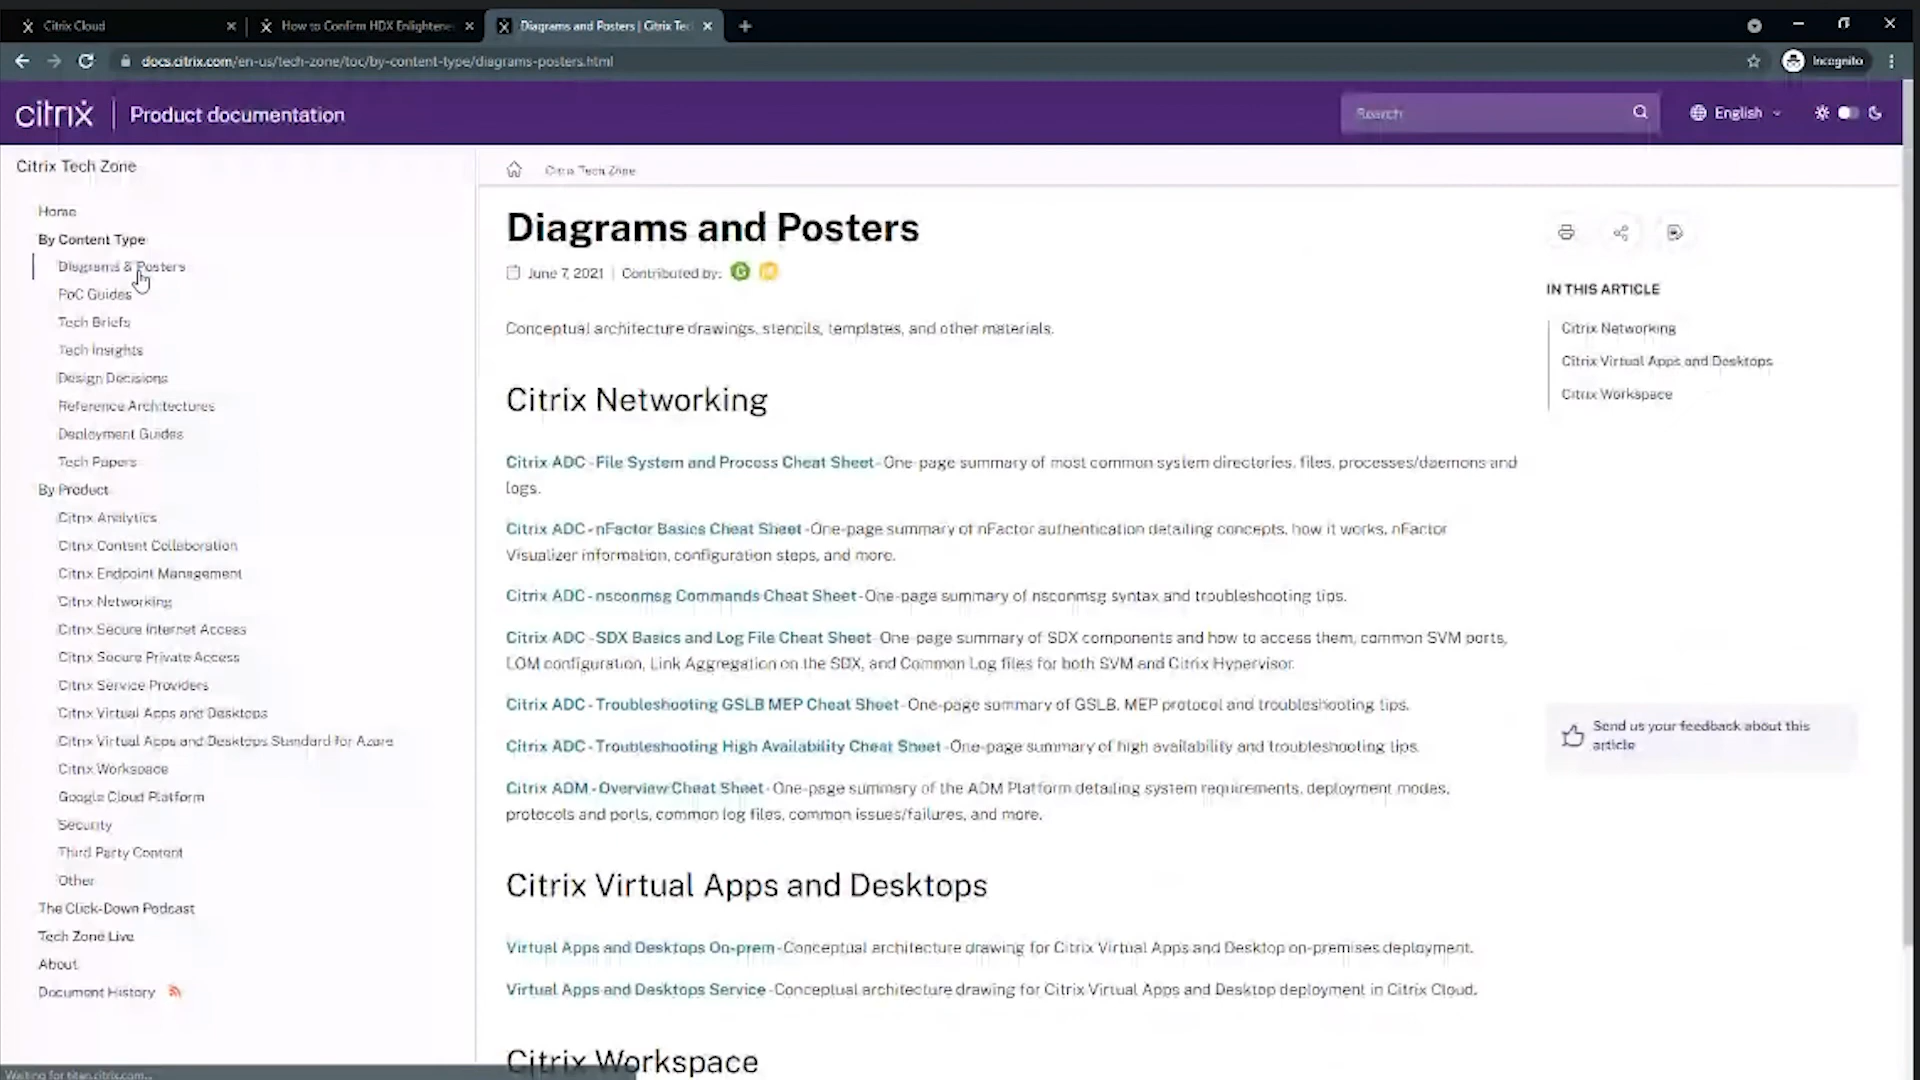 Citrix Cloud
How to Confirm HDX Enlightene
Diagrams and Posters | Citrix Tec
docs.citrix.com/en-us/tech-zone/toc/by-content-type/diagrams-posters.html
Incognito
citrix
Product documentation
Search
English
Citrix Tech Zone
Home
By Content Type
Diagrams & Posters
PoC Guides
Tech Briefs
Tech Insights
Design Decisions
Reference Architectures
Deployment Guides
Tech Papers
By Product
Citrix Analytics
Citrix Content Collaboration
Citrix Endpoint Management
Citrix Networking
Citrix Secure Internet Access
Citrix Secure Private Access
Citrix Service Providers
Citrix Virtual Apps and Desktops
Citrix Virtual Apps and Desktops Standard for Azure
Citrix Workspace
Google Cloud Platform
Security
Third Party Content
Other
The Click-Down Podcast
Tech Zone Live
About
Document History
Waiting for titan.citrix.com...
Citrix Tech Zone
Diagrams and Posters
June 7, 2021 | Contributed by: G
Conceptual architecture drawings, stencils, templates, and other materials.
Citrix Networking
Citrix ADC - File System and Process Cheat Sheet - One-page summary of most common system directories, files, processes/daemons and
logs.
Citrix ADC - nFactor Basics Cheat Sheet - One-page summary of nFactor authentication detailing concepts, how it works, nFactor
Visualizer information, configuration steps, and more.
Citrix ADC - nsconmsg Commands Cheat Sheet - One-page summary of nsconmsg syntax and troubleshooting tips.
Citrix ADC - SDX Basics and Log File Cheat Sheet - One page summary of SDX components and how to access them, common SVM ports,
LOM configuration, Link Aggregation on the SDX, and Common Log files for both SVM and Citrix Hypervisor.
Citrix ADC - Troubleshooting GSLB MEP Cheat Sheet - One-page summary of GSLB, MEP protocol and troubleshooting tips.
Citrix ADC - Troubleshooting High Availability Cheat Sheet - One-page summary of high availability and troubleshooting tips.
Citrix ADM - Overview Cheat Sheet - One-page summary of the ADM Platform detailing system requirements, deployment modes,
protocols and ports, common log files, common issues/failures, and more.
Citrix Virtual Apps and Desktops
Virtual Apps and Desktops On-prem - Conceptual architecture drawing for Citrix Virtual Apps and Desktop on-premises deployment.
Virtual Apps and Desktops Service - Conceptual architecture drawing for Citrix Virtual Apps and Desktop deployment in Citrix Cloud.
Citrix Workspace
IN THIS ARTICLE
Citrix Networking
Citrix Virtual Apps and Desktops
Citrix Workspace
Send us your feedback about this
article